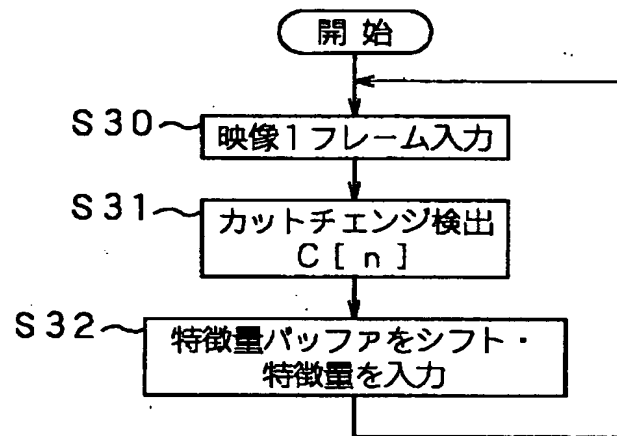 開始
S30 映像1フレーム入力
S31 カットチェンジ検出
C[n]
S32 特徴量バッファをシフト・
特徴量を入力